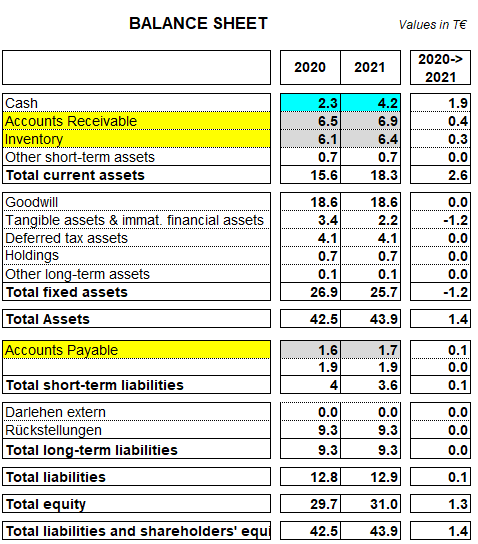 BALANCE SHEET Values in T€
2020 2021 2020-> 2021
Cash 2.3 4.2 1.9
Accounts Receivable 6.5 6.9 0.4
Inventory 6.1 6.4 0.3
Other short-term assets 0.7 0.7 0.0
Total current assets 15.6 18.3 2.6
Goodwill 18.6 18.6 0.0
Tangible assets & immat. financial assets 3.4 2.2 -1.2
Deferred tax assets 4.1 4.1 0.0
Holdings 0.7 0.7 0.0
Other long-term assets 0.1 0.1 0.0
Total fixed assets 26.9 25.7 -1.2
Total Assets 42.5 43.9 1.4
Accounts Payable 1.6 1.7 0.1
1.9 1.9 0.0
Total short-term liabilities 4 3.6 0.1
Darlehen extern 0.0 0.0 0.0
Rückstellungen 9.3 9.3 0.0
Total long-term liabilities 9.3 9.3 0.0
Total liabilities 12.8 12.9 0.1
Total equity 29.7 31.0 1.3
Total liabilities and shareholders' equi 42.5 43.9 1.4